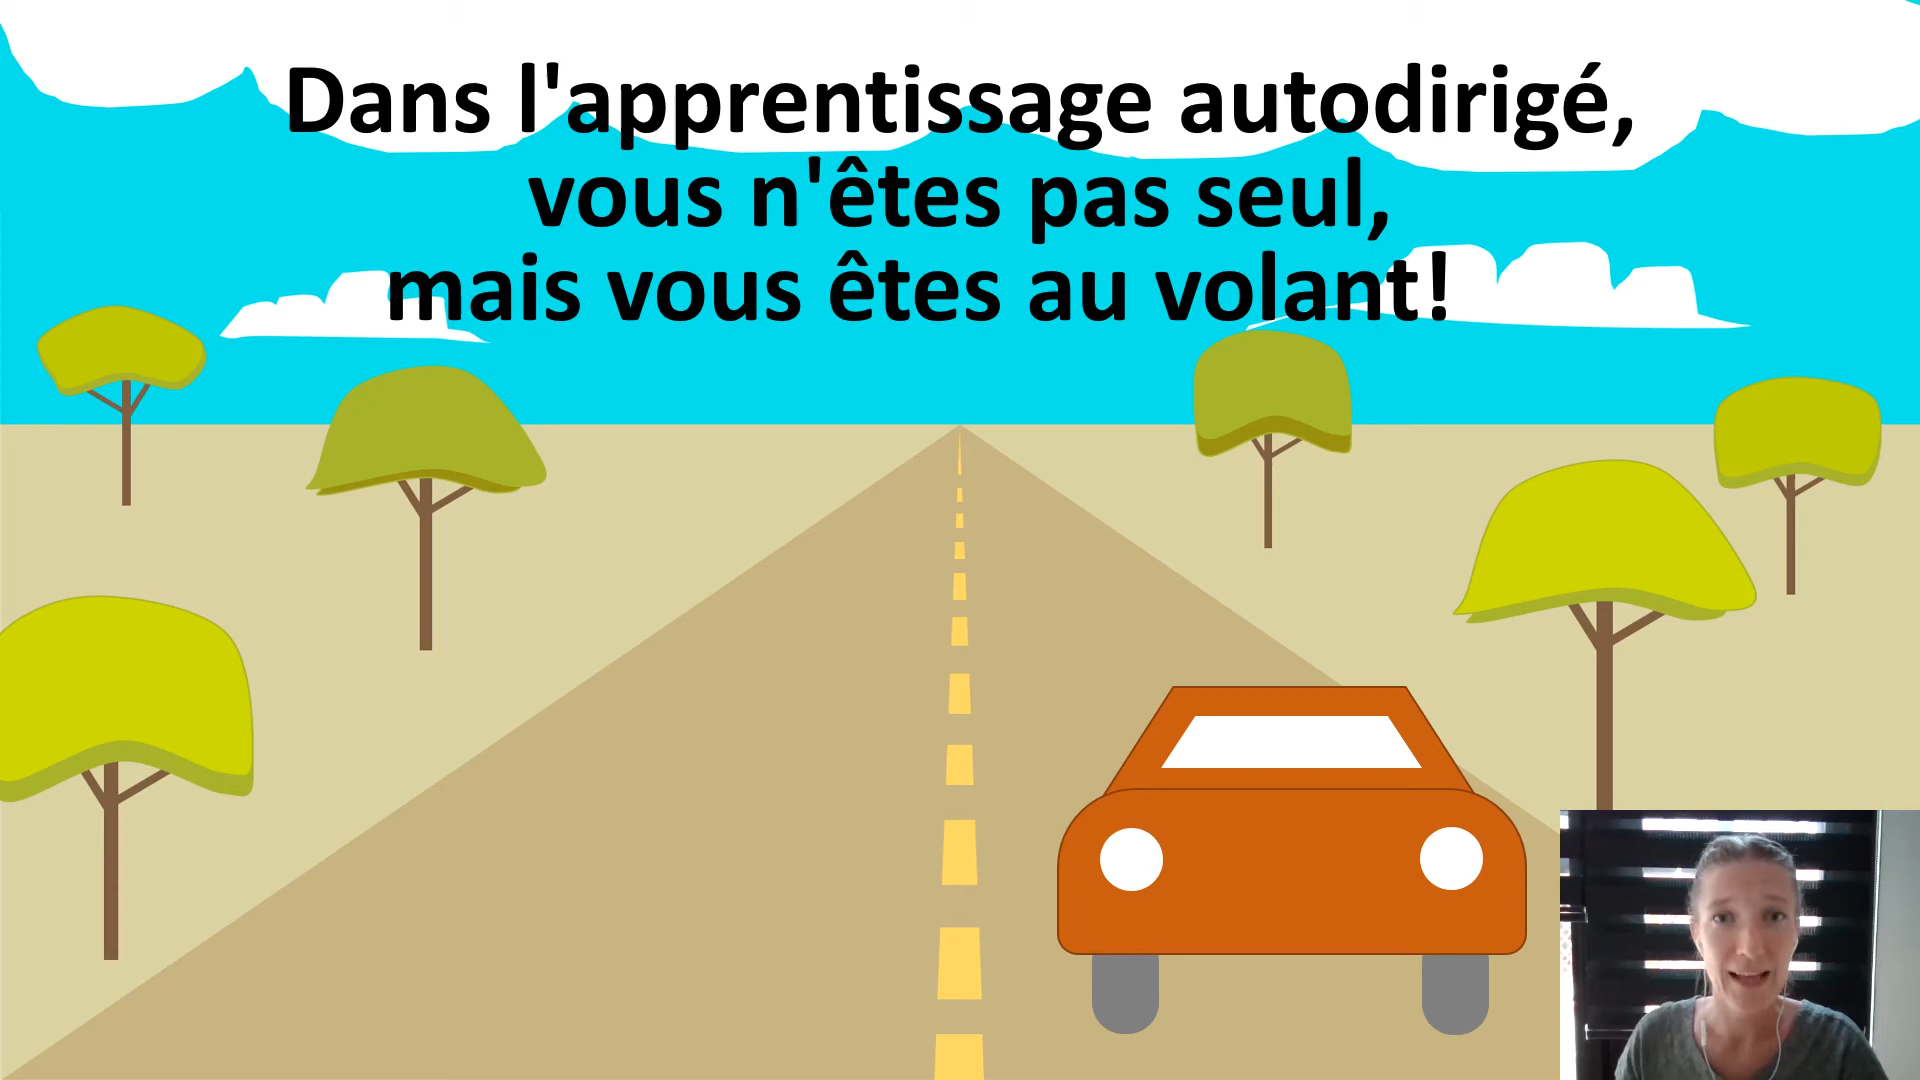 Dans l'apprentissage autodirigé,
vous n'êtes pas seul,
mais vous êtes au volant!